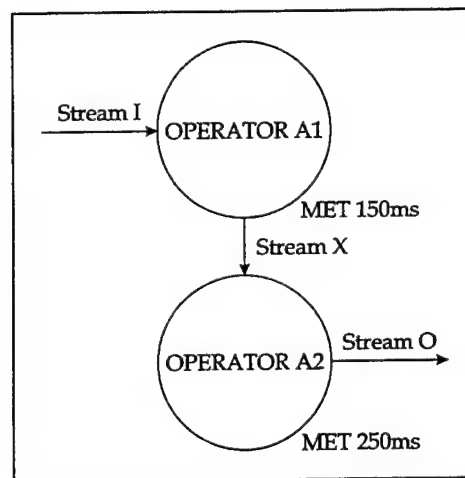 Stream I
OPERATOR A1
MET 150ms
Stream X
OPERATOR A2
Stream O
MET 250ms